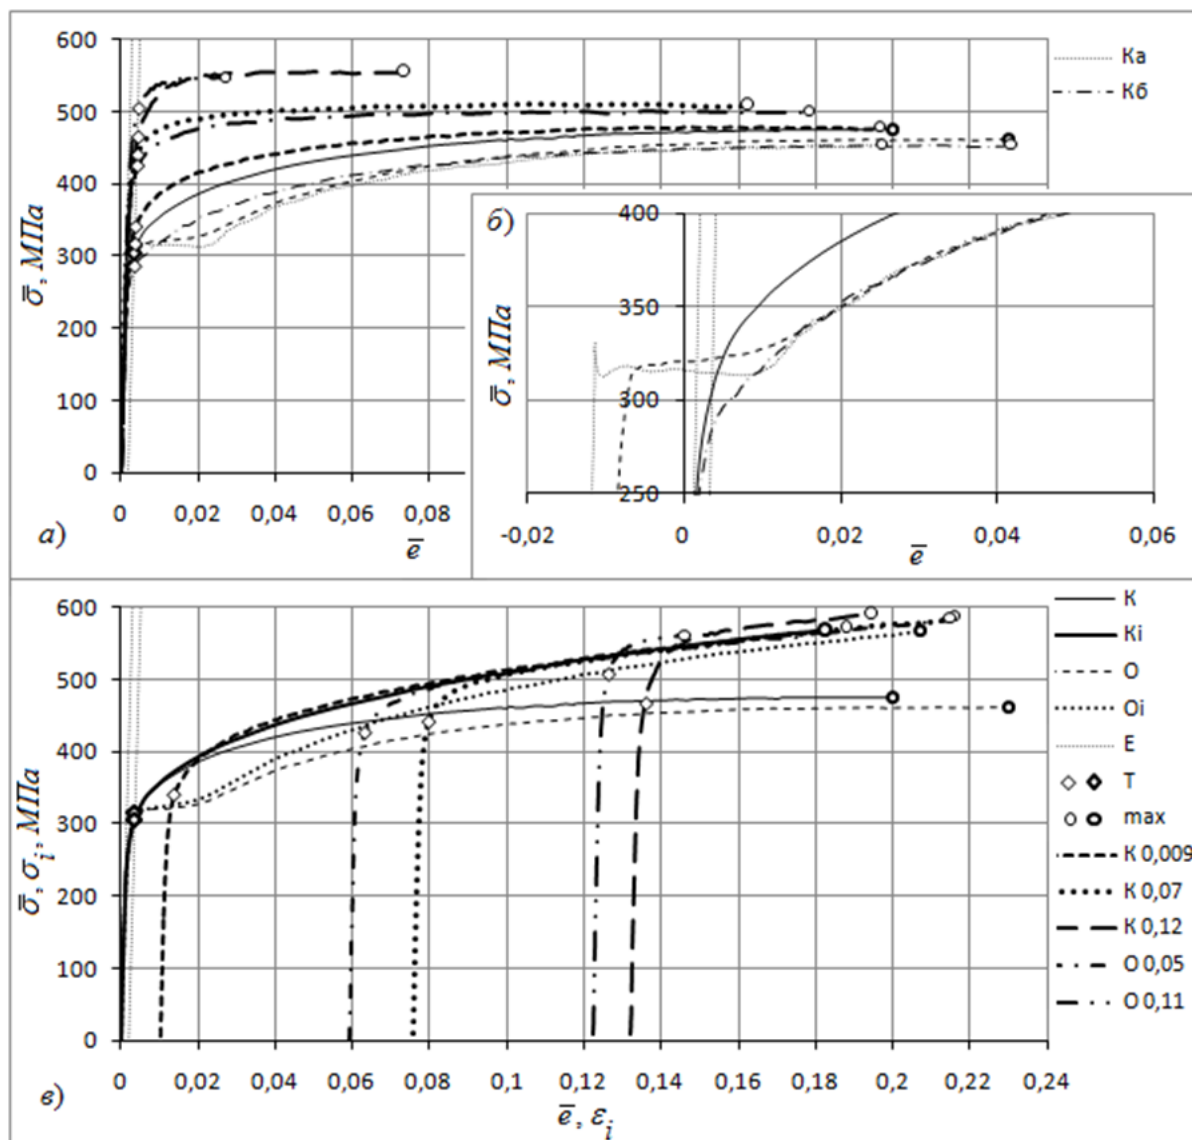 600
500
400
300
200
100
0
σ̿, МПа
0 0,02 0,04 0,06 0,08
e̅
а)
Ка
Кб
б)
400
350
300
250
σ̿, МПа
-0,02 0 0,02 0,04 0,06
e̅
600
500
400
300
200
100
0
σ̿, σi, МПа
0 0,02 0,04 0,06 0,08 0,1 0,12 0,14 0,16 0,18 0,2 0,22 0,24
e̅, εi
в)
К
Кi
О
Оi
Е
Т
max
К 0,009
К 0,07
К 0,12
О 0,05
О 0,11